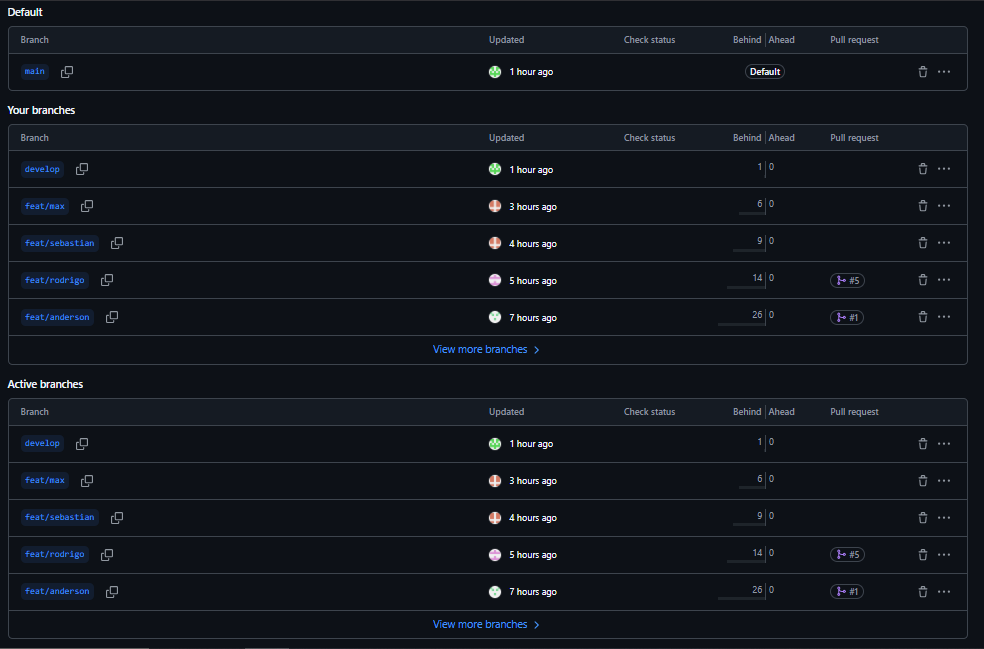 Default
Branch Updated Check status Behind Ahead Pull request
main 1 hour ago Default
Your branches
Branch Updated Check status Behind Ahead Pull request
develop 1 hour ago 1 0
feat/max 3 hours ago 6 0
feat/sebastian 4 hours ago 9 0
feat/rodrigo 5 hours ago 14 0 #5
feat/anderson 7 hours ago 26 0 #1
View more branches
Active branches
Branch Updated Check status Behind Ahead Pull request
develop 1 hour ago 1 0
feat/max 3 hours ago 6 0
feat/sebastian 4 hours ago 9 0
feat/rodrigo 5 hours ago 14 0 #5
feat/anderson 7 hours ago 26 0 #1
View more branches